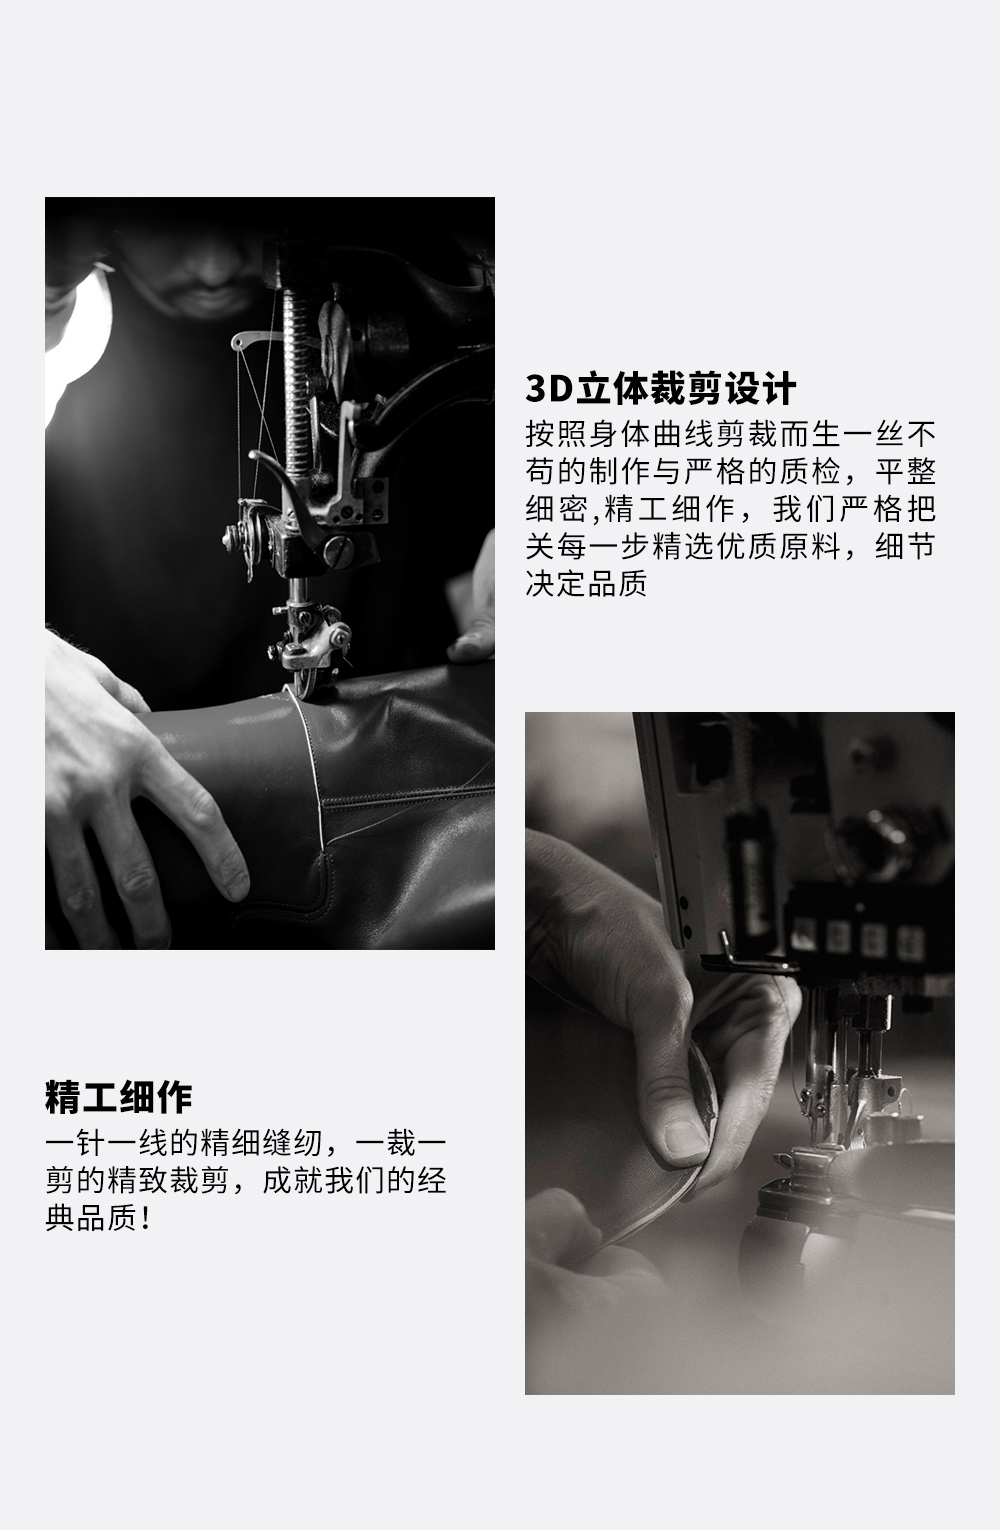 3D立体裁剪设计
按照身体曲线剪裁而生一丝不
苟的制作与严格的质检，平整
细密,精工细作，我们严格把
关每一步精选优质原料，细节
决定品质
精工细作
一针一线的精细缝纫，一裁一
剪的精致裁剪，成就我们的经
典品质！